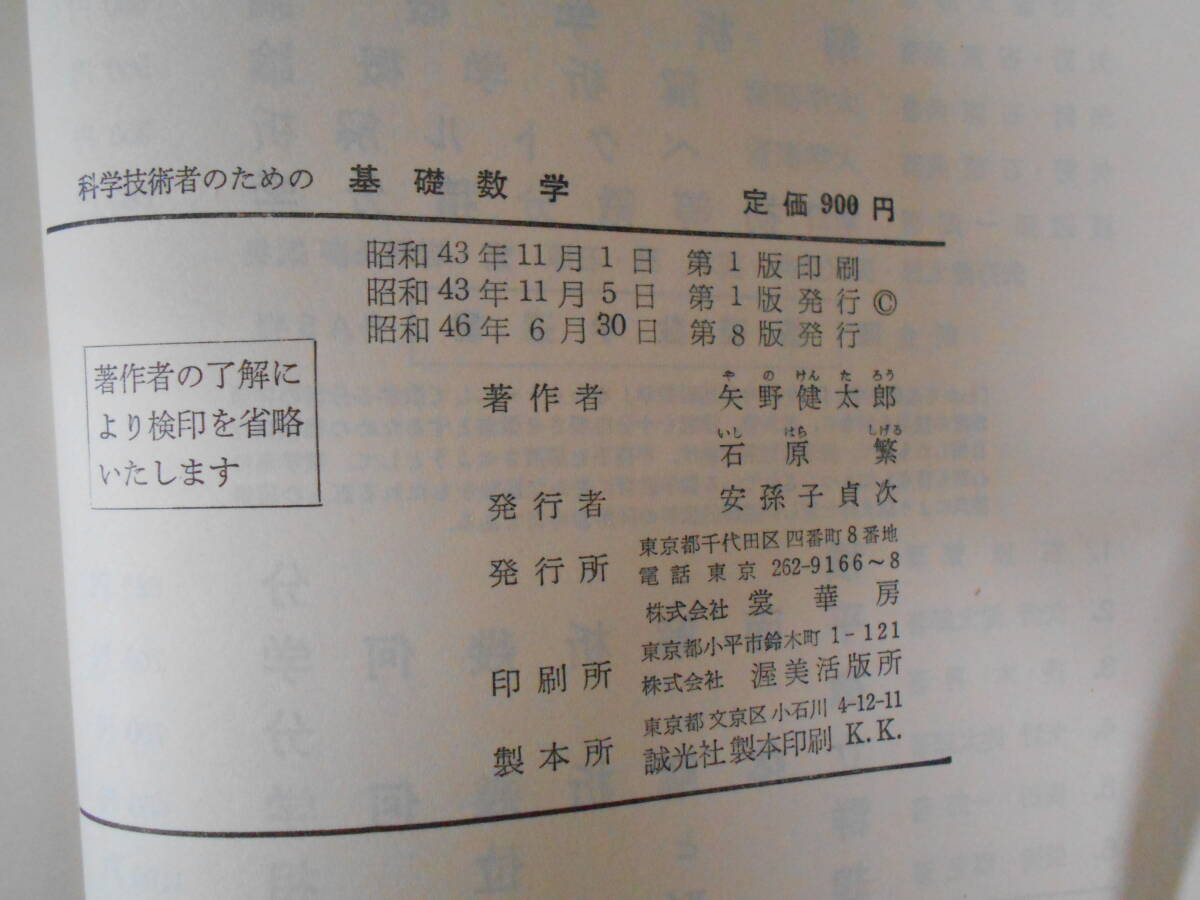 科学技術者のための 基礎数学 定価 900 円
昭和 43 年 11 月 1 日 第 1 版 印刷
昭和 43 年 11 月 5 日 第 1 版 発行 ©
昭和 46 年 6 月 30 日 第 8 版 発行
著作者の了解に
より検印を省略
いたします
著作者 矢野健太郎
や の けん た ろう
石原繁
いし はら しげる
発行者 安孫子貞次
発行所 東京都千代田区四番町8番地
電話 東京 262-9166~8
株式会社 裳華房
印刷所 東京都小平市鈴木町 1-121
株式会社 渥美活版所
製本所 東京都文京区小石川 4-12-11
誠光社製本印刷 K.K.